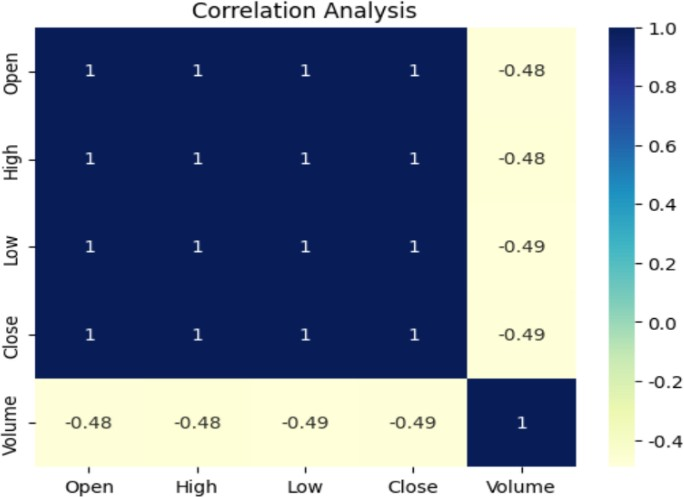 Correlation Analysis
Open 1 1 1 1 -0.48
High 1 1 1 1 -0.48
Low 1 1 1 1 -0.49
Close 1 1 1 1 -0.49
Volume -0.48 -0.48 -0.49 -0.49 1
Open High Low Close Volume
1.0
0.8
0.6
0.4
0.2
0.0
-0.2
-0.4